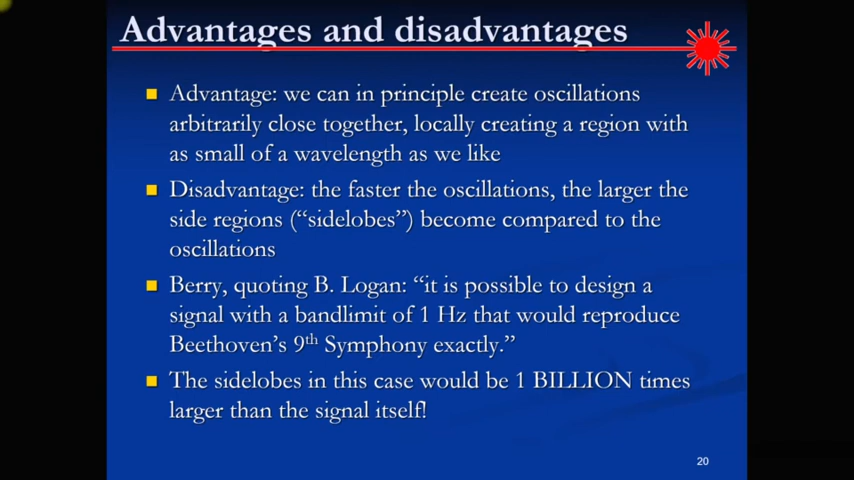 Advantages and disadvantages
Advantage: we can in principle create oscillations
arbitrarily close together, locally creating a region with
as small of a wavelength as we like
Disadvantage: the faster the oscillations, the larger the
side regions (“sidelobes”) become compared to the
oscillations
Berry, quoting B. Logan: “it is possible to design a
signal with a bandlimit of 1 Hz that would reproduce
Beethoven’s 9th Symphony exactly.”
The sidelobes in this case would be 1 BILLION times
larger than the signal itself!
20